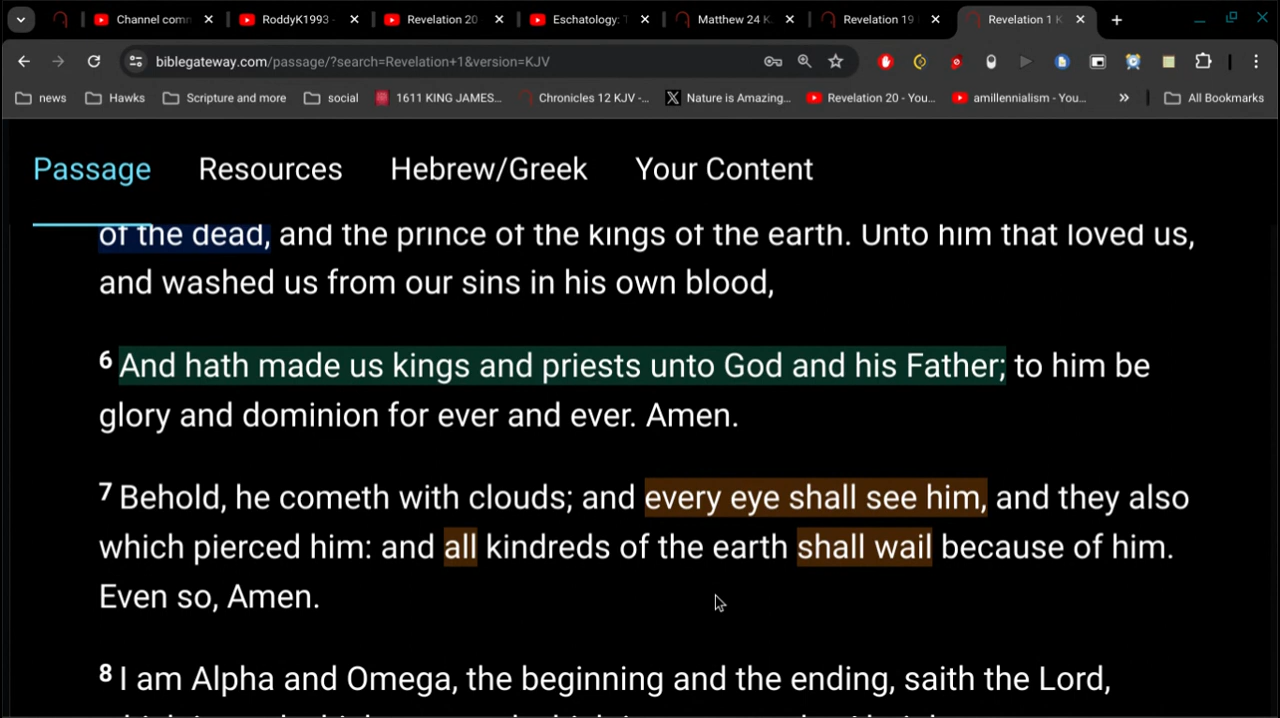 Channel comm
RoddyK1993 -
Revelation 20
Eschatology: T
Matthew 24 K
Revelation 19
Revelation 1 K
biblegateway.com/passage/?search=Revelation+1&version=KJV
news
Hawks
Scripture and more
social
1611 KING JAMES...
Chronicles 12 KJV -...
Nature is Amazing...
Revelation 20 - You...
amillennialism - You...
»
All Bookmarks
Passage
Resources
Hebrew/Greek
Your Content
of the dead, and the prince of the kings of the earth. Unto him that loved us,
and washed us from our sins in his own blood,
6 And hath made us kings and priests unto God and his Father; to him be
glory and dominion for ever and ever. Amen.
7 Behold, he cometh with clouds; and every eye shall see him, and they also
which pierced him: and all kindreds of the earth shall wail because of him.
Even so, Amen.
8 I am Alpha and Omega, the beginning and the ending, saith the Lord,